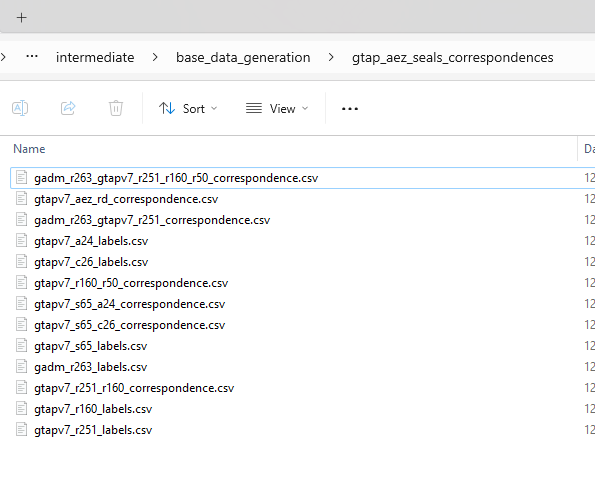 +
> ... intermediate > base_data_generation > gtap_aez_seals_correspondences
Sort View ...
Name Da
gadm_r263_gtapv7_r251_r160_r50_correspondence.csv 12
gtapv7_aez_rd_correspondence.csv 12
gadm_r263_gtapv7_r251_correspondence.csv 12
gtapv7_a24_labels.csv 12
gtapv7_c26_labels.csv 12
gtapv7_r160_r50_correspondence.csv 12
gtapv7_s65_a24_correspondence.csv 12
gtapv7_s65_c26_correspondence.csv 12
gtapv7_s65_labels.csv 12
gadm_r263_labels.csv 12
gtapv7_r251_r160_correspondence.csv 12
gtapv7_r160_labels.csv 12
gtapv7_r251_labels.csv 12